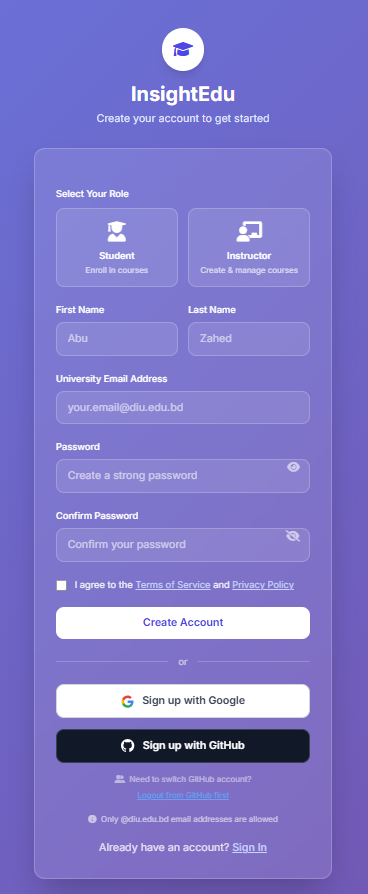 InsightEdu
Create your account to get started
Select Your Role
Student
Enroll in courses
Instructor
Create & manage courses
First Name
Last Name
Abu
Zahed
University Email Address
your.email@diu.edu.bd
Password
Create a strong password
Confirm Password
Confirm your password
I agree to the Terms of Service and Privacy Policy
Create Account
or
Sign up with Google
Sign up with GitHub
Need to switch GitHub account?
Logout from GitHub first
Only @diu.edu.bd email addresses are allowed
Already have an account? Sign In